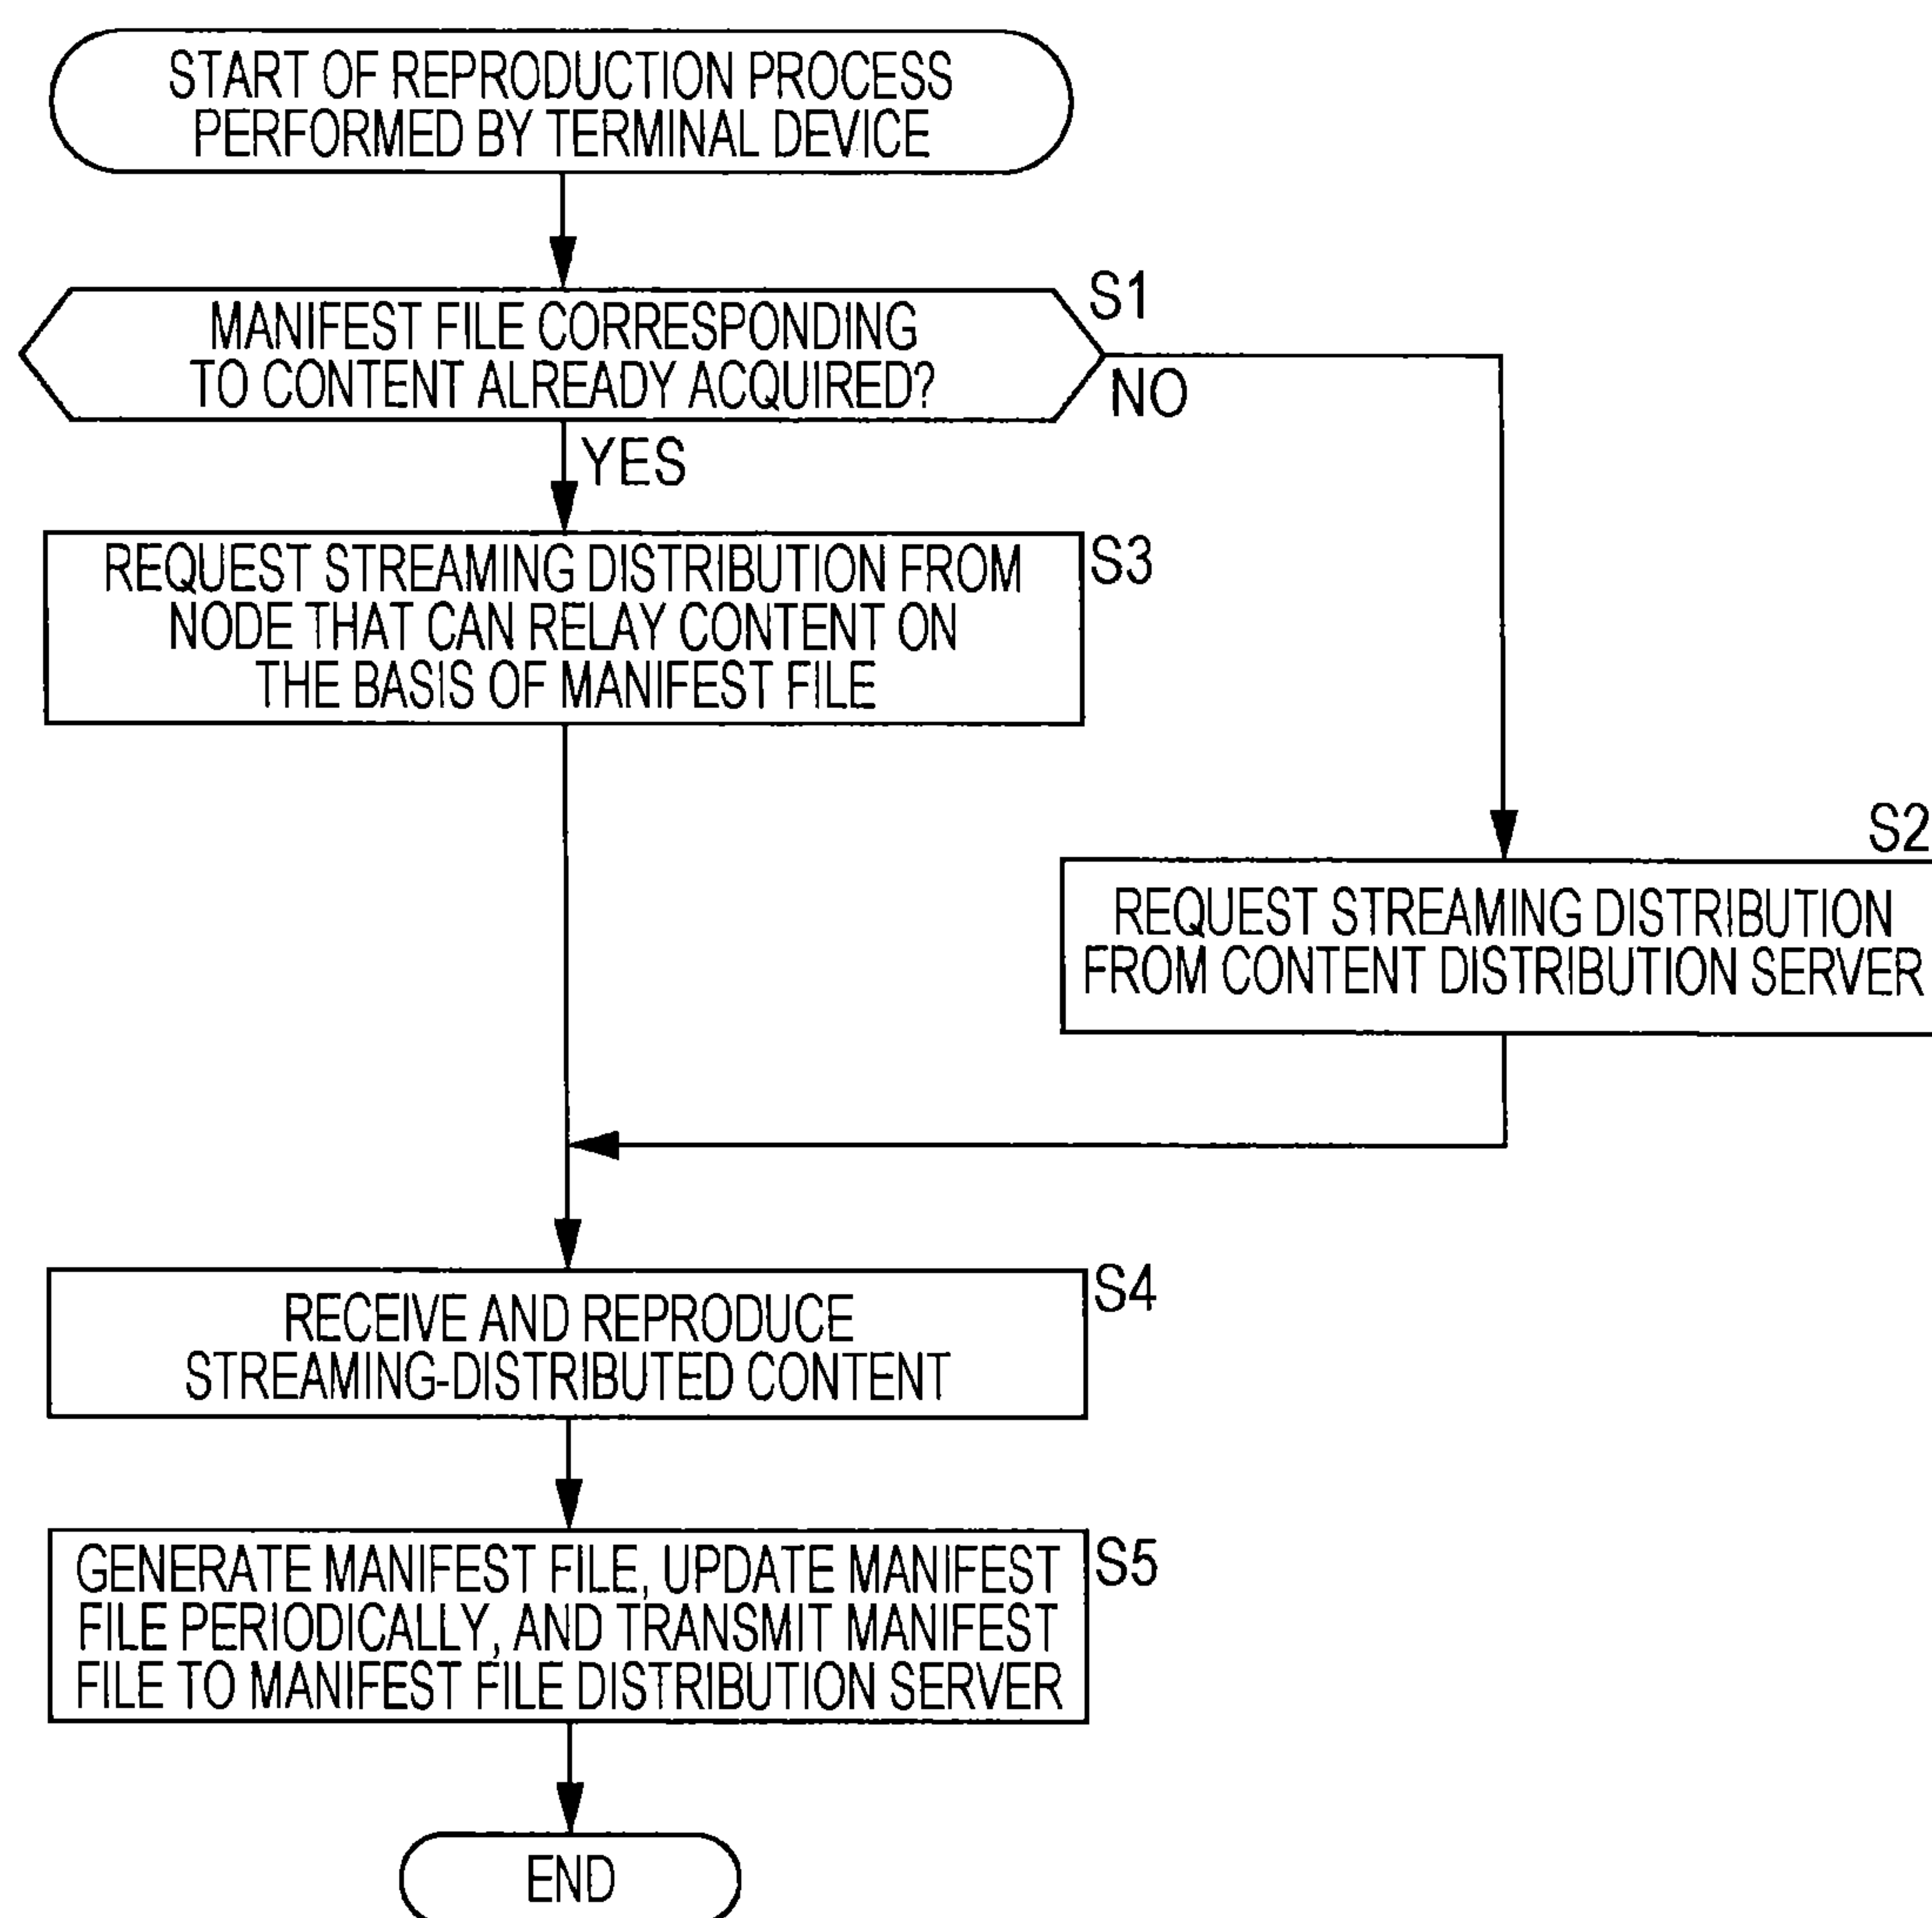 START OF REPRODUCTION PROCESS
PERFORMED BY TERMINAL DEVICE
MANIFEST FILE CORRESPONDING
TO CONTENT ALREADY ACQUIRED?
S1
NO
YES
REQUEST STREAMING DISTRIBUTION FROM
NODE THAT CAN RELAY CONTENT ON
THE BASIS OF MANIFEST FILE
S3
S2
REQUEST STREAMING DISTRIBUTION
FROM CONTENT DISTRIBUTION SERVER
RECEIVE AND REPRODUCE
STREAMING-DISTRIBUTED CONTENT
S4
GENERATE MANIFEST FILE, UPDATE MANIFEST
FILE PERIODICALLY, AND TRANSMIT MANIFEST
FILE TO MANIFEST FILE DISTRIBUTION SERVER
S5
END